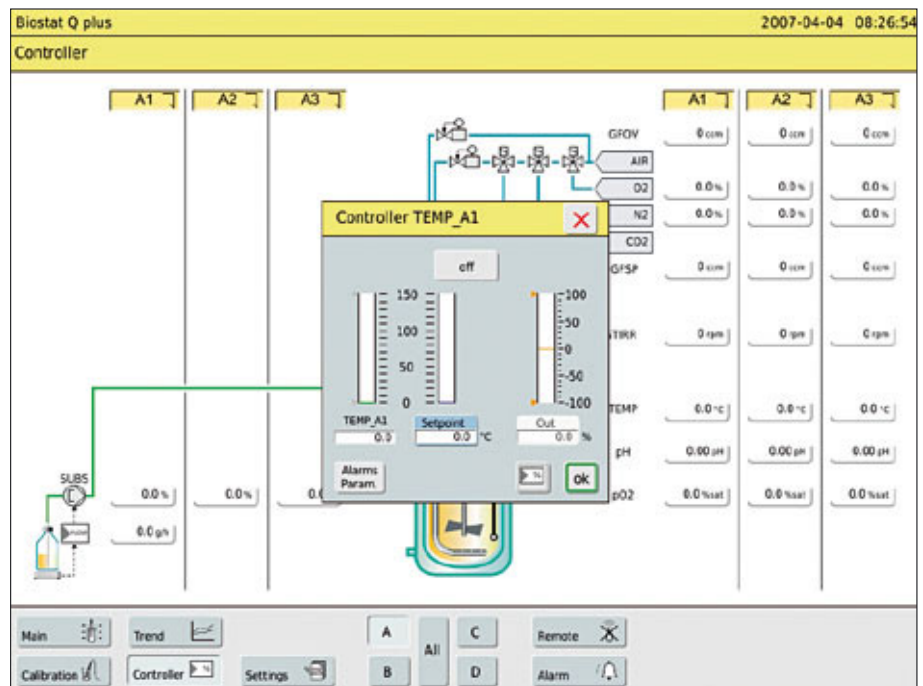 Biostat Q plus 2007-04-04 08:26:54
Controller
A1 A2 A3 A1 A2 A3
GFOV 0 ccm 0 ccm 0 ccm
AIR
O2 0.0 % 0.0 % 0.0 %
N2 0.0 % 0.0 % 0.0 %
CO2
GFSP 0 ccm 0 ccm 0 ccm
STIRR 0 rpm 0 rpm 0 rpm
TEMP 0.0 °C 0.0 °C 0.0 °C
pH 0.00 pH 0.00 pH 0.00 pH
pO2 0.0 %sat 0.0 %sat 0.0 %sat
Controller TEMP_A1
off
150 100
100 50
50 0
0 -50
-100
TEMP_A1 Setpoint Out
0.0 0.0 °C 0.0 %
Alarms
Param.
% ok
SUBS
0.0 % 0.0 % 0.0
0.0 g/h
Main Trend A All C Remote
Calibration Controller % Settings B D Alarm